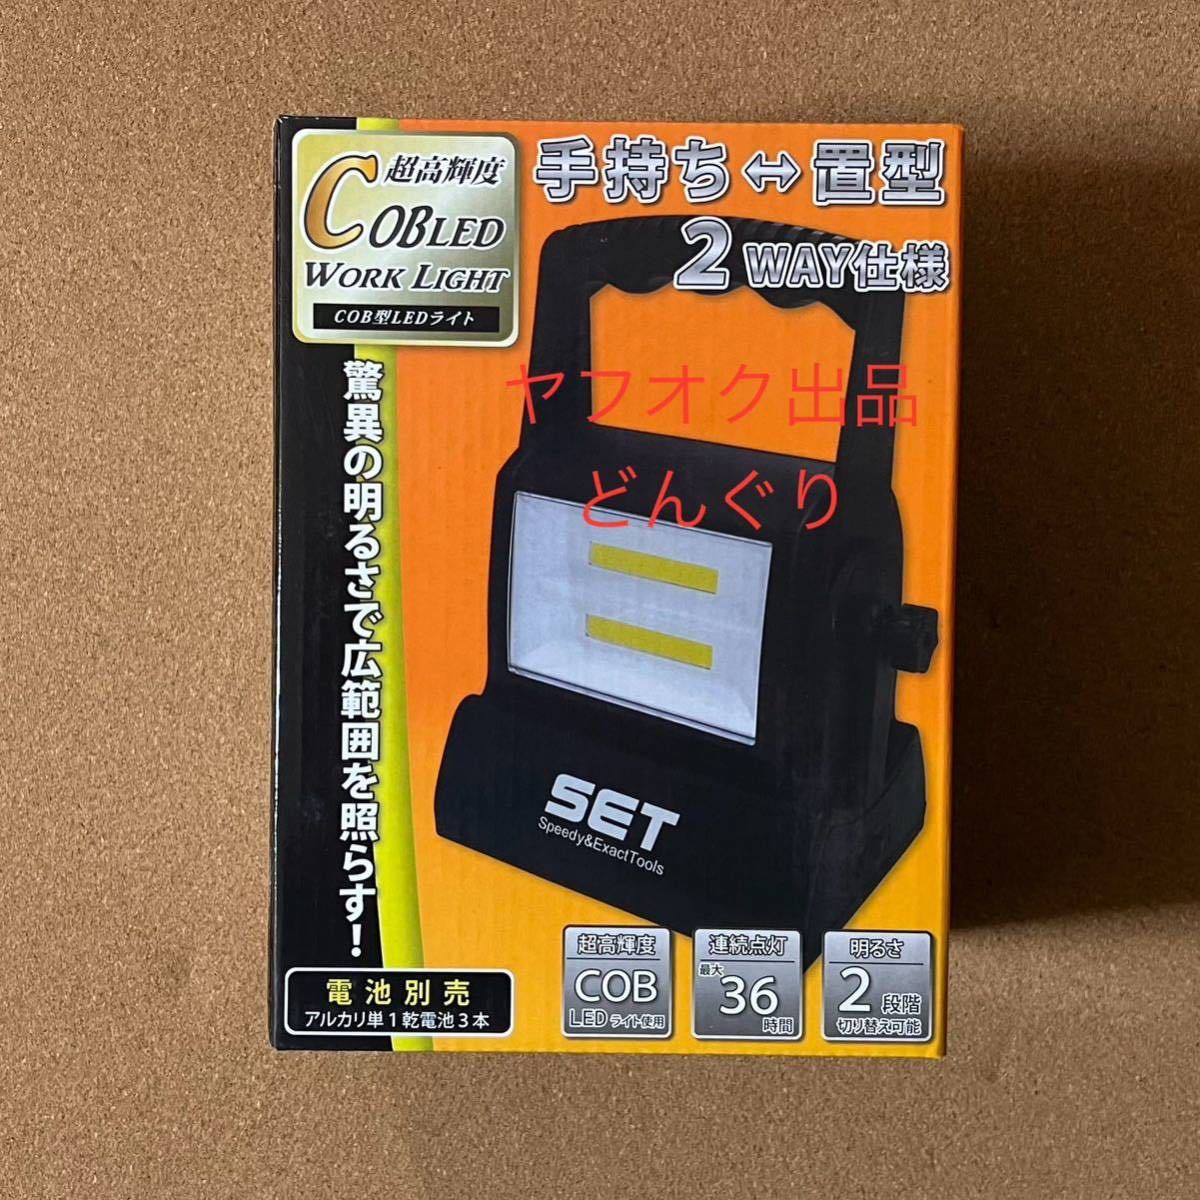 超高輝度
COB LED
WORK LIGHT
COB型LEDライト
手持ち↔置型
2 WAY仕様
驚異の明るさで広範囲を照らす!
ヤフオク出品
どんぐり
SET
Speedy&ExactTools
電池別売
アルカリ単1乾電池3本
超高輝度
COB
LEDライト使用
連続点灯
最大
36
時間
明るさ
2段階
切り替え可能